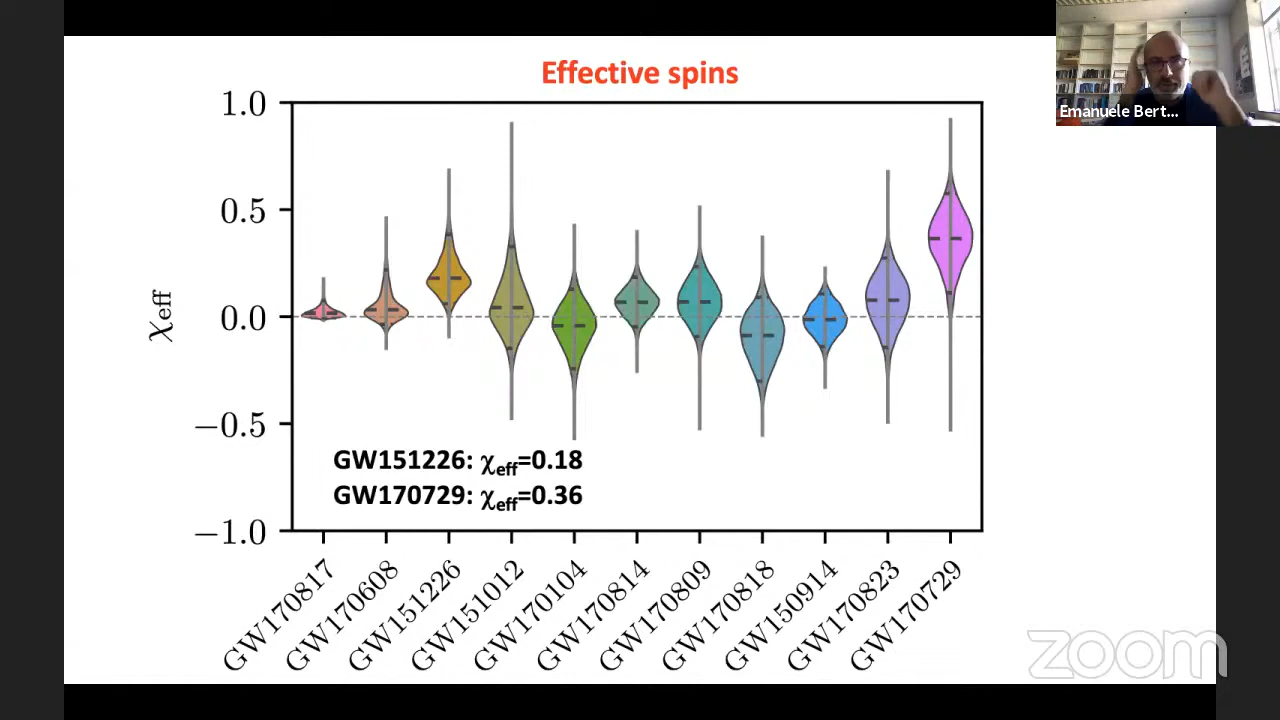 Effective spins
Emanuele Bert...
1.0
0.5
0.0
−0.5
−1.0
χeff
GW151226: χeff=0.18
GW170729: χeff=0.36
GW170817
GW170608
GW151226
GW151012
GW170104
GW170814
GW170809
GW170818
GW150914
GW170823
GW170729
zoom